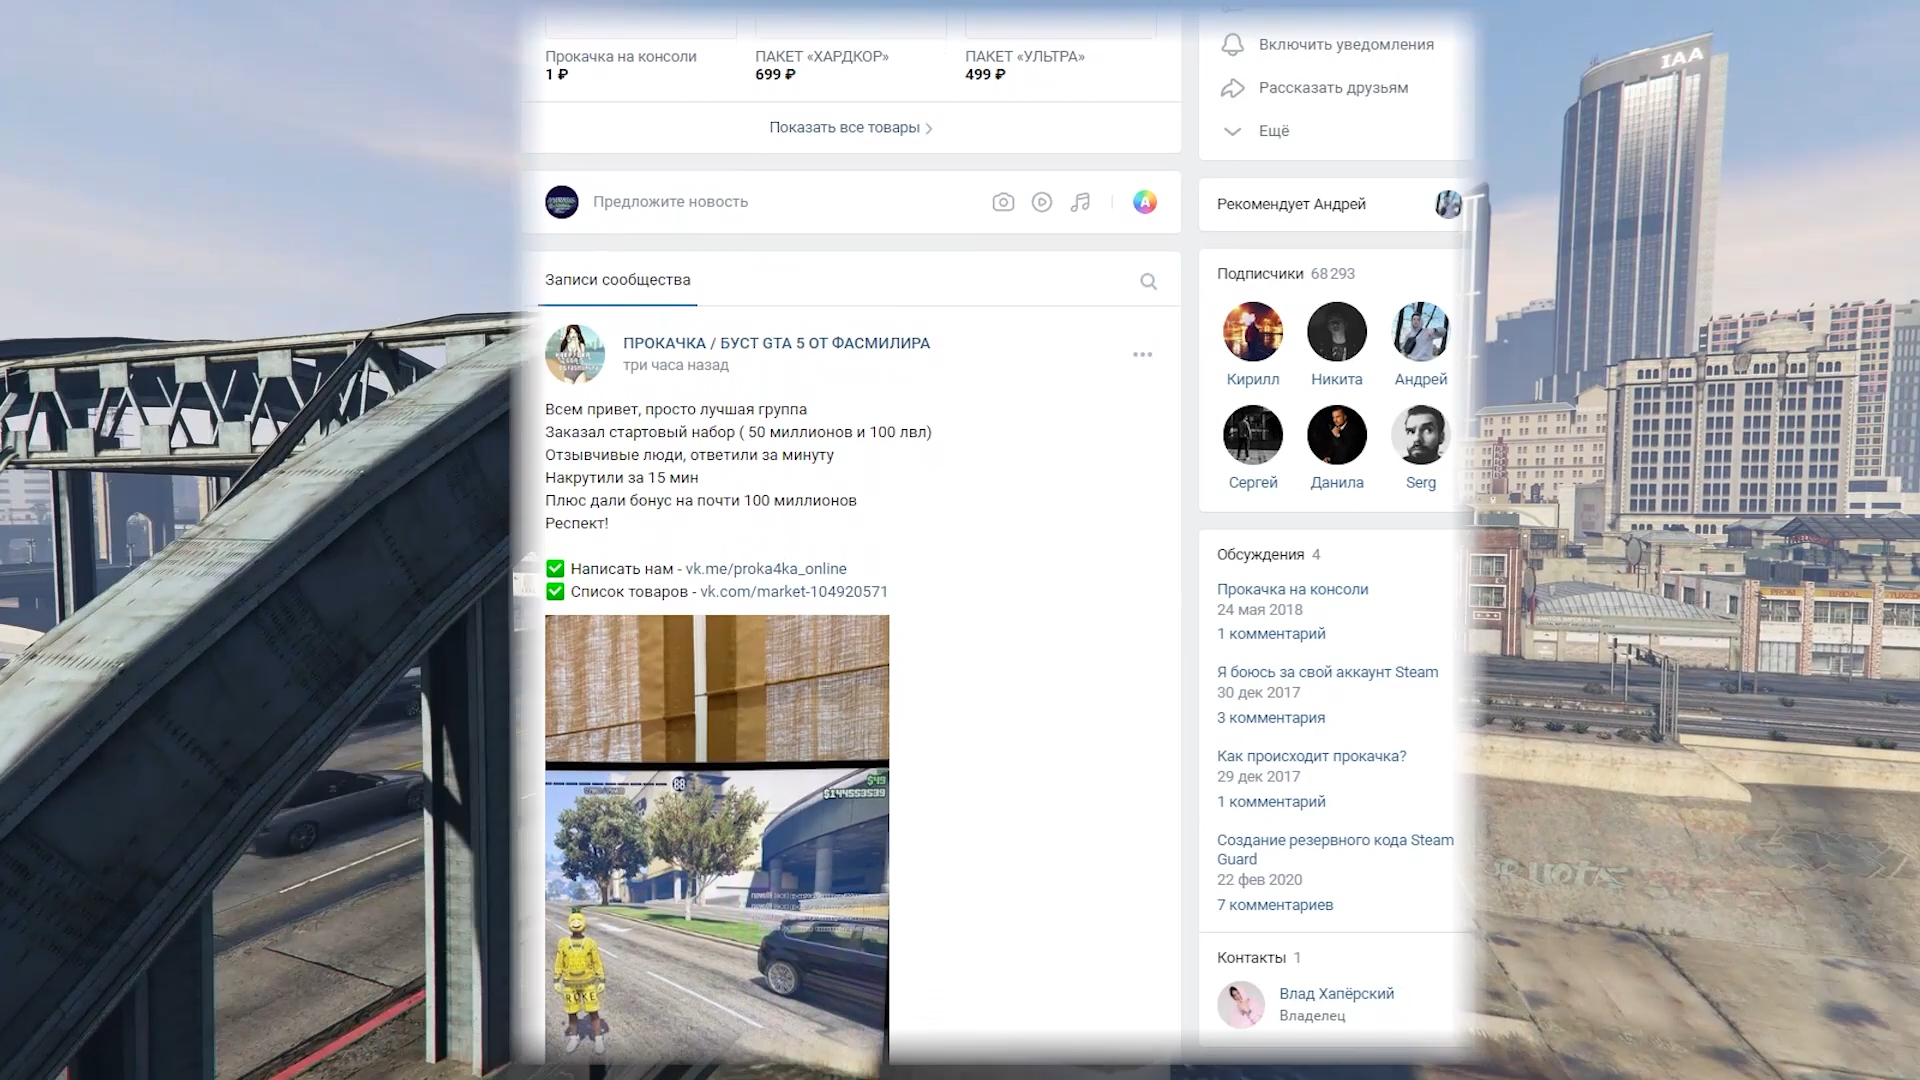 Прокачка на консоли
1 ₽
ПАКЕТ «ХАРДКОР»
699 ₽
ПАКЕТ «УЛЬТРА»
499 ₽
Показать все товары
Предложите новость
Записи сообщества
ПРОКАЧКА / БУСТ GTA 5 ОТ ФАСМИЛИРА
три часа назад
Всем привет, просто лучшая группа
Заказал стартовый набор ( 50 миллионов и 100 лвл)
Отзывчивые люди, ответили за минуту
Накрутили за 15 мин
Плюс дали бонус на почти 100 миллионов
Респект!
Написать нам - vk.me/proka4ka_online
Список товаров - vk.com/market-104920571
88
$49
$144553539
Включить уведомления
Рассказать друзьям
Ещё
Рекомендует Андрей
Подписчики 68 293
Кирилл
Никита
Андрей
Сергей
Данила
Serg
Обсуждения 4
Прокачка на консоли
24 мая 2018
1 комментарий
Я боюсь за свой аккаунт Steam
30 дек 2017
3 комментария
Как происходит прокачка?
29 дек 2017
1 комментарий
Создание резервного кода Steam
Guard
22 фев 2020
7 комментариев
Контакты 1
Влад Хапёрский
Владелец
IAA
PROM
BRIDAL